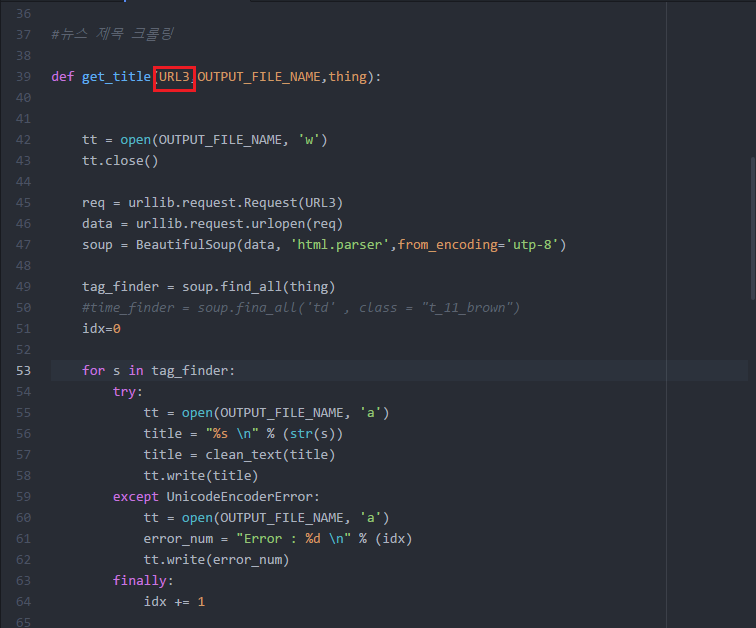 36
37 #뉴스 제목 크롤링
38
39 def get_title(URL3,OUTPUT_FILE_NAME,thing):
40
41
42 tt = open(OUTPUT_FILE_NAME, 'w')
43 tt.close()
44
45 req = urllib.request.Request(URL3)
46 data = urllib.request.urlopen(req)
47 soup = BeautifulSoup(data, 'html.parser',from_encoding='utp-8')
48
49 tag_finder = soup.find_all(thing)
50 #time_finder = soup.fina_all('td' , class = "t_11_brown")
51 idx=0
52
53 for s in tag_finder:
54 try:
55 tt = open(OUTPUT_FILE_NAME, 'a')
56 title = "%s \n" % (str(s))
57 title = clean_text(title)
58 tt.write(title)
59 except UnicodeEncoderError:
60 tt = open(OUTPUT_FILE_NAME, 'a')
61 error_num = "Error : %d \n" % (idx)
62 tt.write(error_num)
63 finally:
64 idx += 1
65